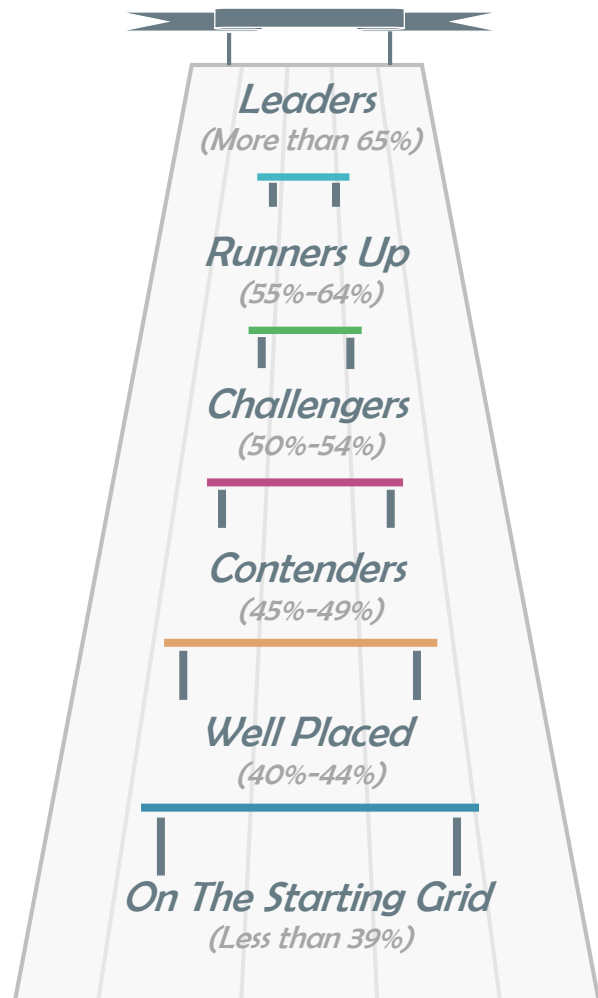 Leaders
(More than 65%)
Runners Up
(55%-64%)
Challengers
(50%-54%)
Contenders
(45%-49%)
Well Placed
(40%-44%)
On The Starting Grid
(Less than 39%)